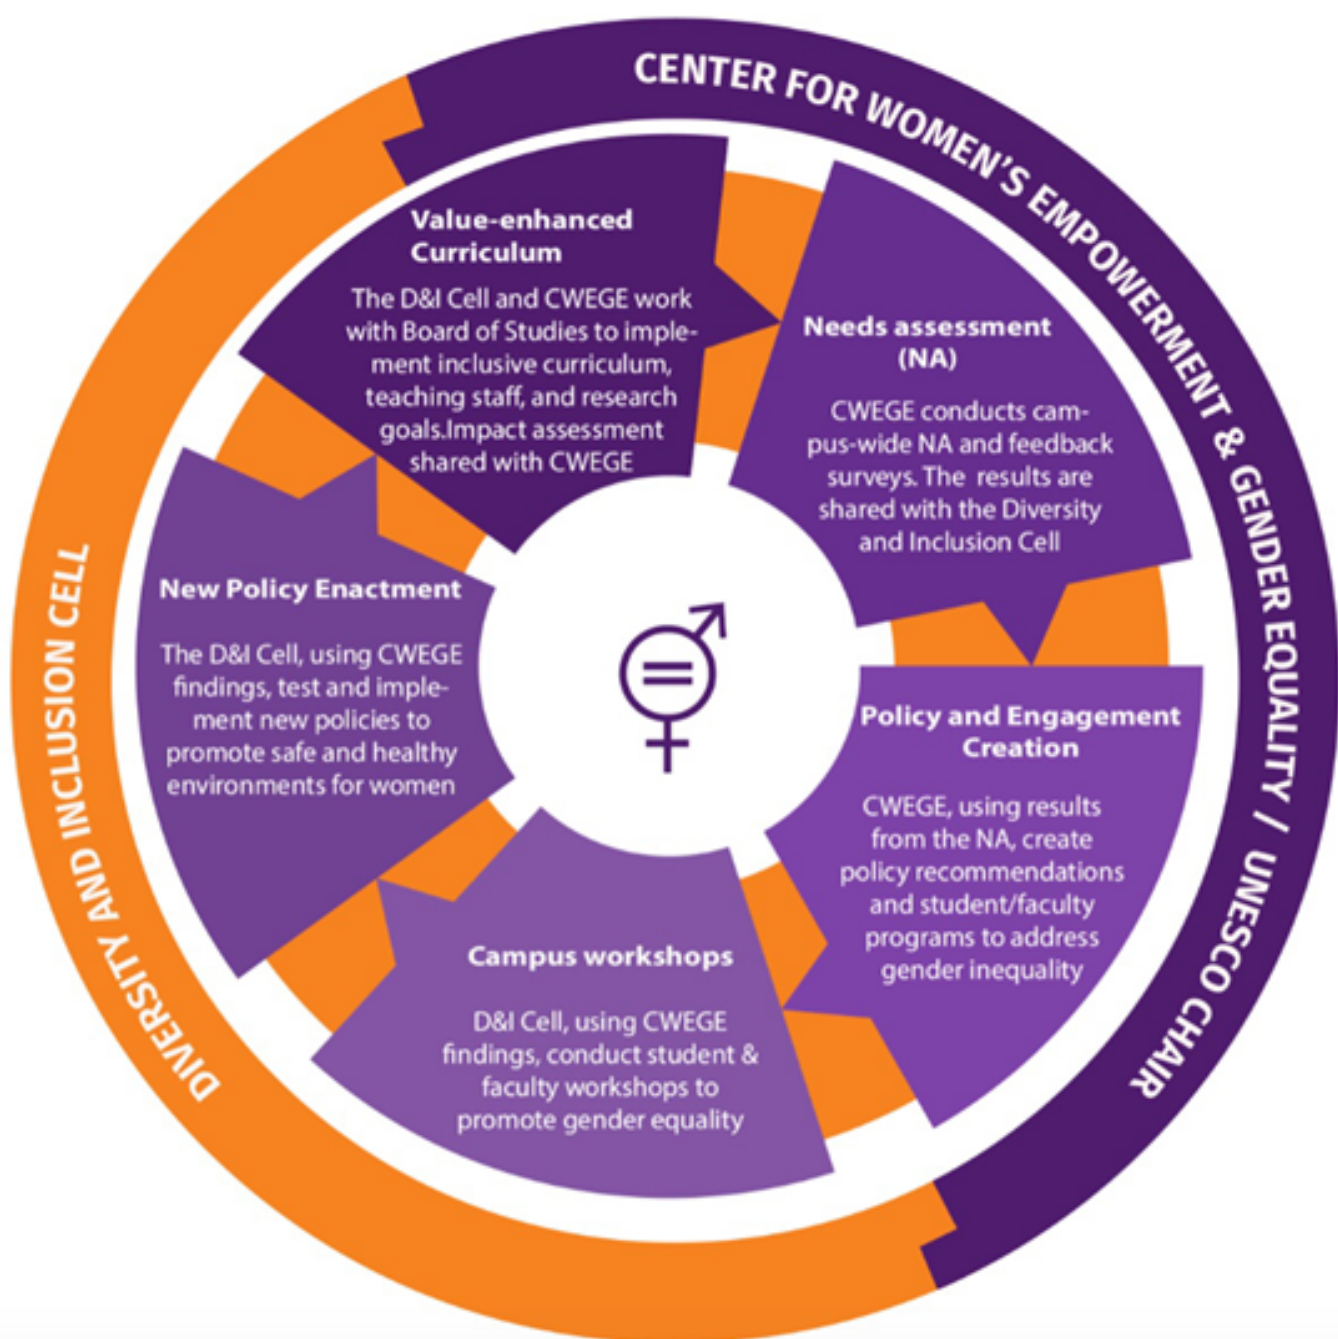 CENTER FOR WOMEN'S EMPOWERMENT & GENDER EQUALITY / UNESCO CHAIR
DIVERSITY AND INCLUSION CELL
Value-enhanced
Curriculum
The D&I Cell and CWEGE work
with Board of Studies to imple-
ment inclusive curriculum,
teaching staff, and research
goals.Impact assessment
shared with CWEGE
Needs assessment
(NA)
CWEGE conducts cam-
pus-wide NA and feedback
surveys. The results are
shared with the Diversity
and Inclusion Cell
Policy and Engagement
Creation
CWEGE, using results
from the NA, create
policy recommendations
and student/faculty
programs to address
gender inequality
Campus workshops
D&I Cell, using CWEGE
findings, conduct student &
faculty workshops to
promote gender equality
New Policy Enactment
The D&I Cell, using CWEGE
findings, test and imple-
ment new policies to
promote safe and healthy
environments for women